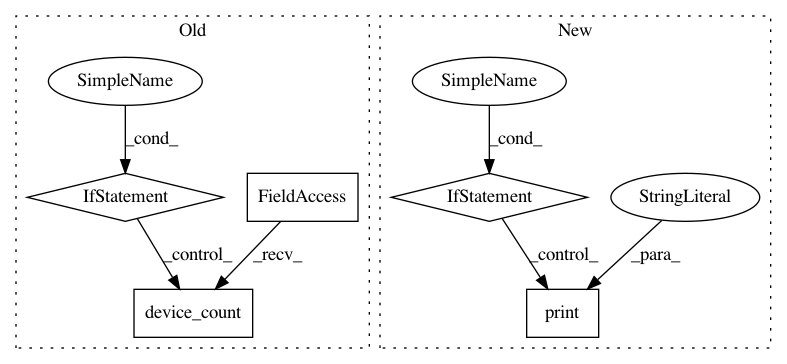 Old
New
SimpleName
SimpleName
_cond_
_cond_
IfStatement
FieldAccess
IfStatement
StringLiteral
_control_
_recv_
_control_
_para_
device_count
print